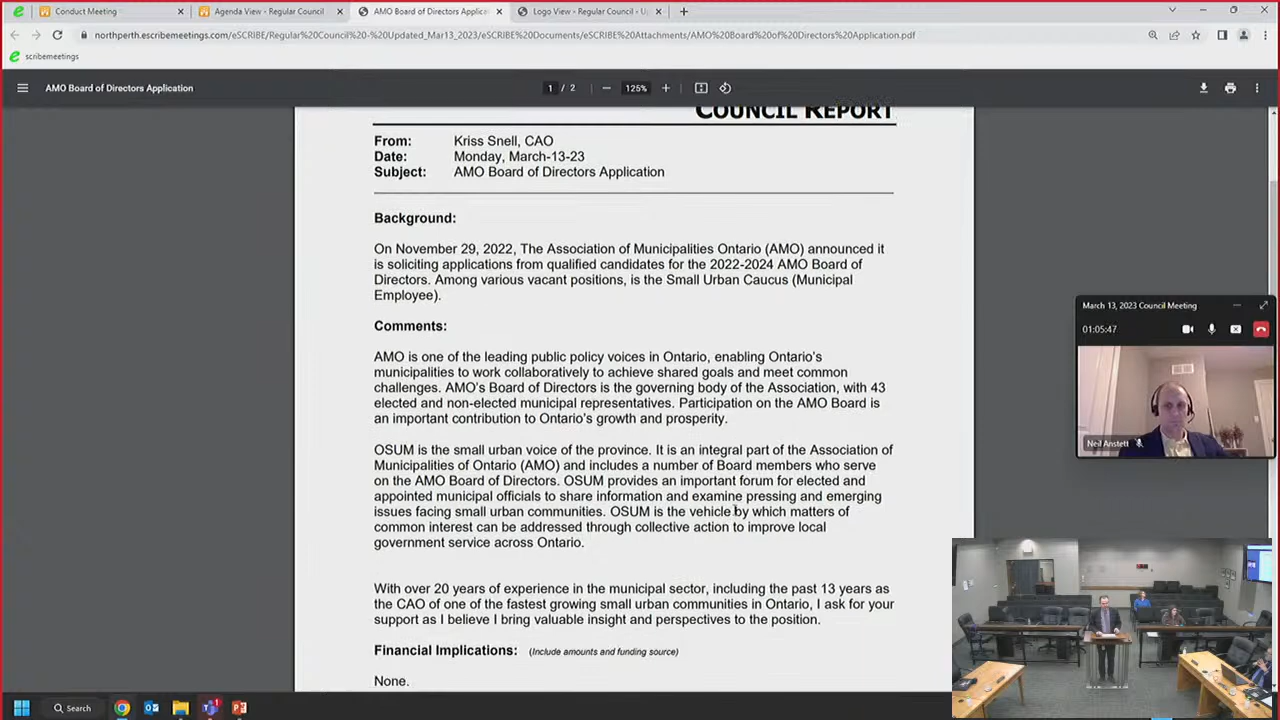 Conduct Meeting
Agenda View - Regular Council
AMO Board of Directors Applicatio
Logo View - Regular Council - U
northperth.escribemeetings.com/eSCRIBE/Regular%20Council%20-%20Updated_Mar13_2023/eSCRIBE%20Documents/eSCRIBE%20Attachments/AMO%20Board%20of%20Directors%20Application.pdf
escribemeetings
AMO Board of Directors Application
1 / 2
125%
COUNCIL REPORT
From: Kriss Snell, CAO
Date: Monday, March-13-23
Subject: AMO Board of Directors Application
Background:
On November 29, 2022, The Association of Municipalities Ontario (AMO) announced it
is soliciting applications from qualified candidates for the 2022-2024 AMO Board of
Directors. Among various vacant positions, is the Small Urban Caucus (Municipal
Employee).
Comments:
AMO is one of the leading public policy voices in Ontario, enabling Ontario's
municipalities to work collaboratively to achieve shared goals and meet common
challenges. AMO's Board of Directors is the governing body of the Association, with 43
elected and non-elected municipal representatives. Participation on the AMO Board is
an important contribution to Ontario's growth and prosperity.
OSUM is the small urban voice of the province. It is an integral part of the Association of
Municipalities of Ontario (AMO) and includes a number of Board members who serve
on the AMO Board of Directors. OSUM provides an important forum for elected and
appointed municipal officials to share information and examine pressing and emerging
issues facing small urban communities. OSUM is the vehicle by which matters of
common interest can be addressed through collective action to improve local
government service across Ontario.
With over 20 years of experience in the municipal sector, including the past 13 years as
the CAO of one of the fastest growing small urban communities in Ontario, I ask for your
support as I believe I bring valuable insight and perspectives to the position.
Financial Implications: (Include amounts and funding source)
None.
March 13, 2023 Council Meeting
01:05:47
Neil Anstett
Search